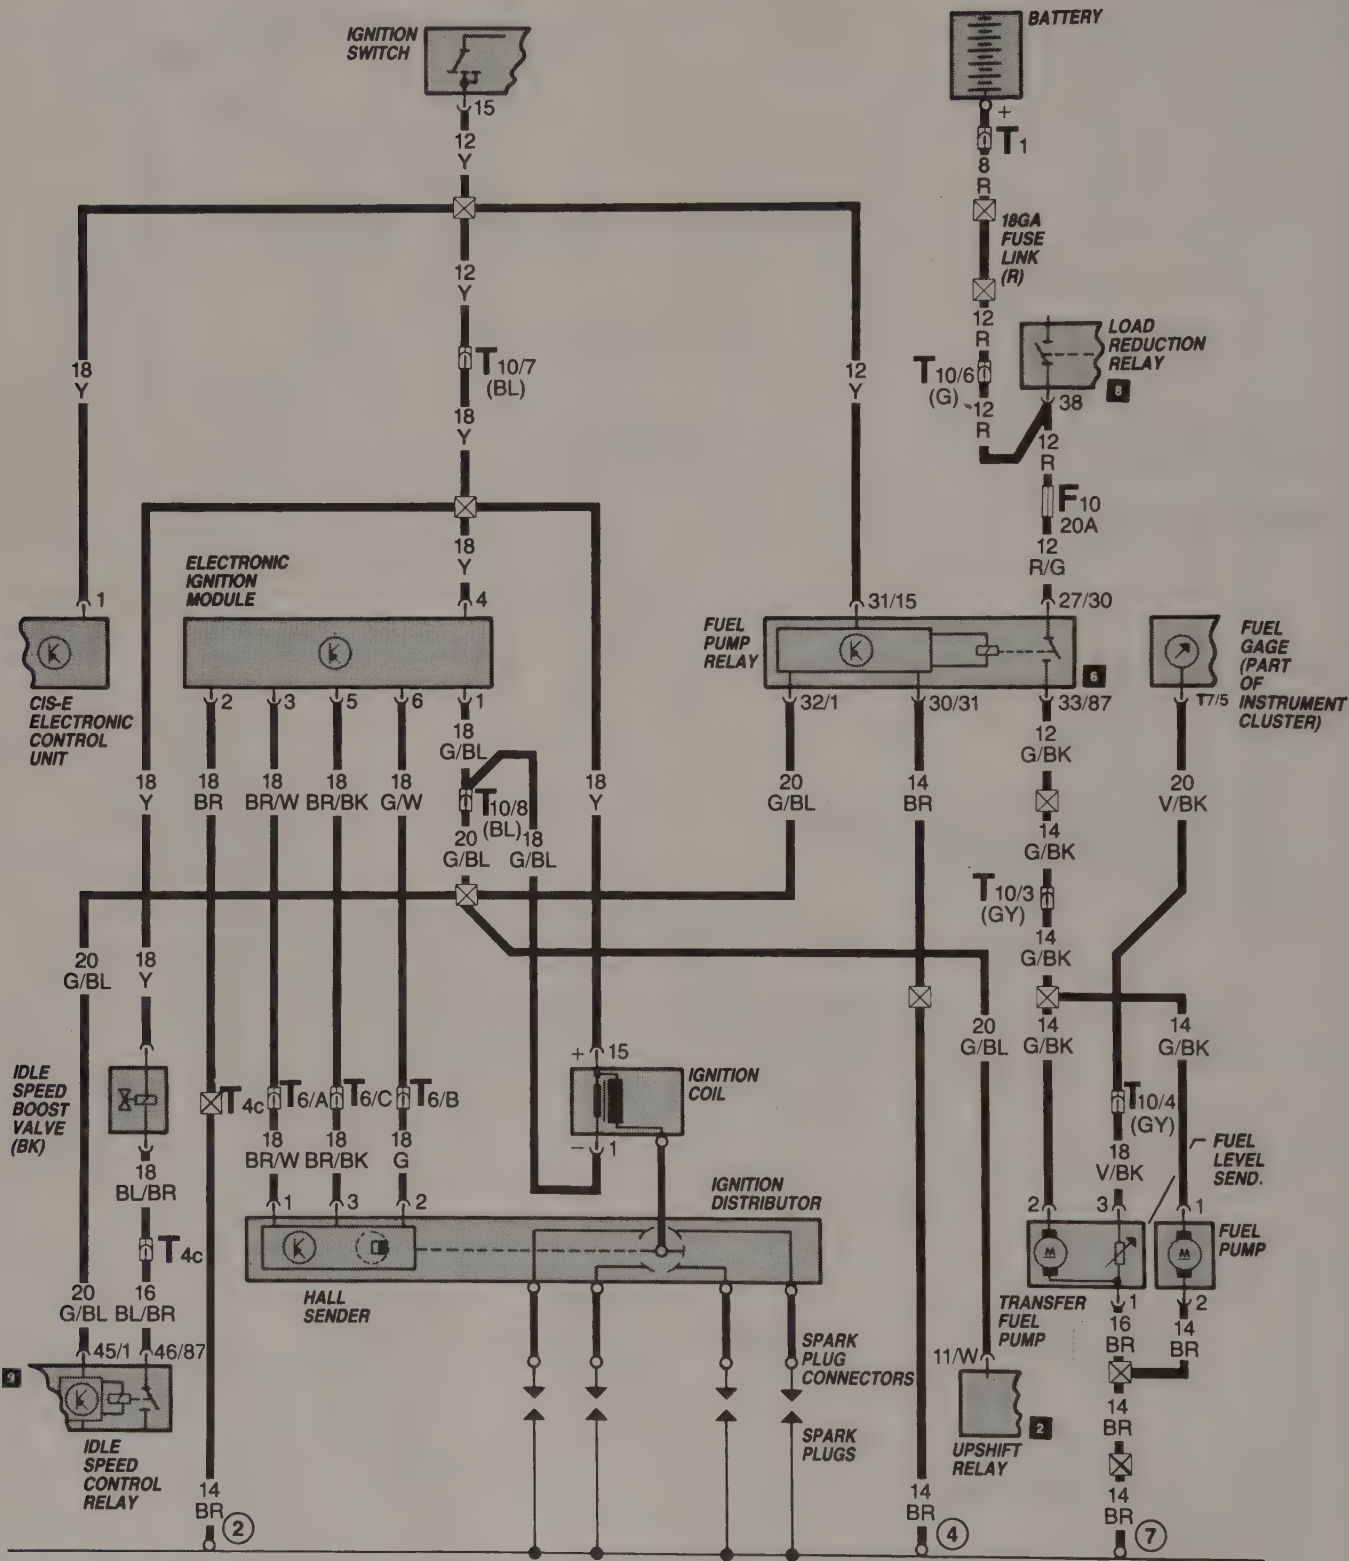 IGNITION
SWITCH
BATTERY
15
+
T1
12
Y
8
R
18GA
FUSE
LINK
(R)
12
Y
12
R
LOAD
REDUCTION
RELAY
8
T10/7
(BL)
T10/6
(G)
18
Y
12
Y
12
R
38
18
Y
12
R
F10
20A
18
Y
12
R/G
ELECTRONIC
IGNITION
MODULE
1
4
31/15
27/30
FUEL
PUMP
RELAY
6
FUEL
GAGE
(PART
OF
INSTRUMENT
CLUSTER)
CIS-E
ELECTRONIC
CONTROL
UNIT
2
3
5
6
1
32/1
30/31
33/87
T7/5
18
G/BL
12
G/BK
18
Y
18
BR
18
BR/W
18
BR/BK
18
G/W
T10/8
(BL)
18
Y
20
G/BL
14
BR
20
V/BK
20
G/BL
18
G/BL
14
G/BK
T10/3
(GY)
20
G/BL
18
Y
14
G/BK
20
G/BL
14
G/BK
14
G/BK
+
15
IGNITION
COIL
IDLE
SPEED
BOOST
VALVE
(BK)
T4c
T6/A
T6/C
T6/B
T10/4
(GY)
18
BR/W
18
BR/BK
18
G
–
1
18
V/BK
FUEL
LEVEL
SEND.
18
BL/BR
IGNITION
DISTRIBUTOR
1
3
2
2
3
1
T4c
FUEL
PUMP
20
G/BL
16
BL/BR
HALL
SENDER
TRANSFER
FUEL
PUMP
1
2
16
BR
14
BR
45/1
46/87
SPARK
PLUG
CONNECTORS
11/W
9
14
BR
SPARK
PLUGS
2
UPSHIFT
RELAY
IDLE
SPEED
CONTROL
RELAY
14
BR
2
14
BR
4
14
BR
7